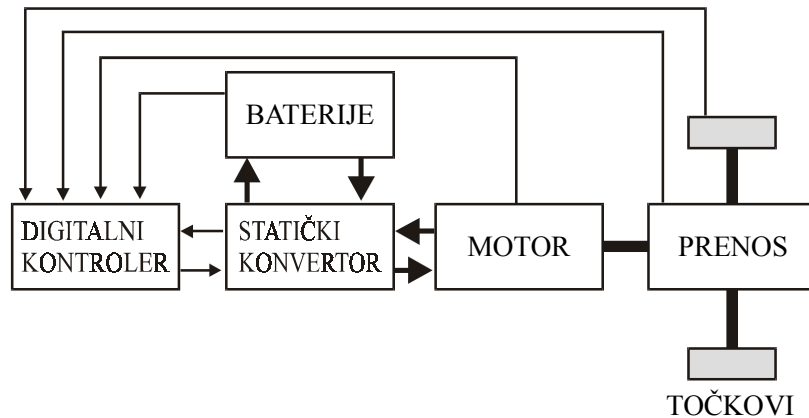 BATERIJE
DIGITALNI
KONTROLER
STATIČKI
KONVERTOR
MOTOR
PRENOS
TOČKOVI